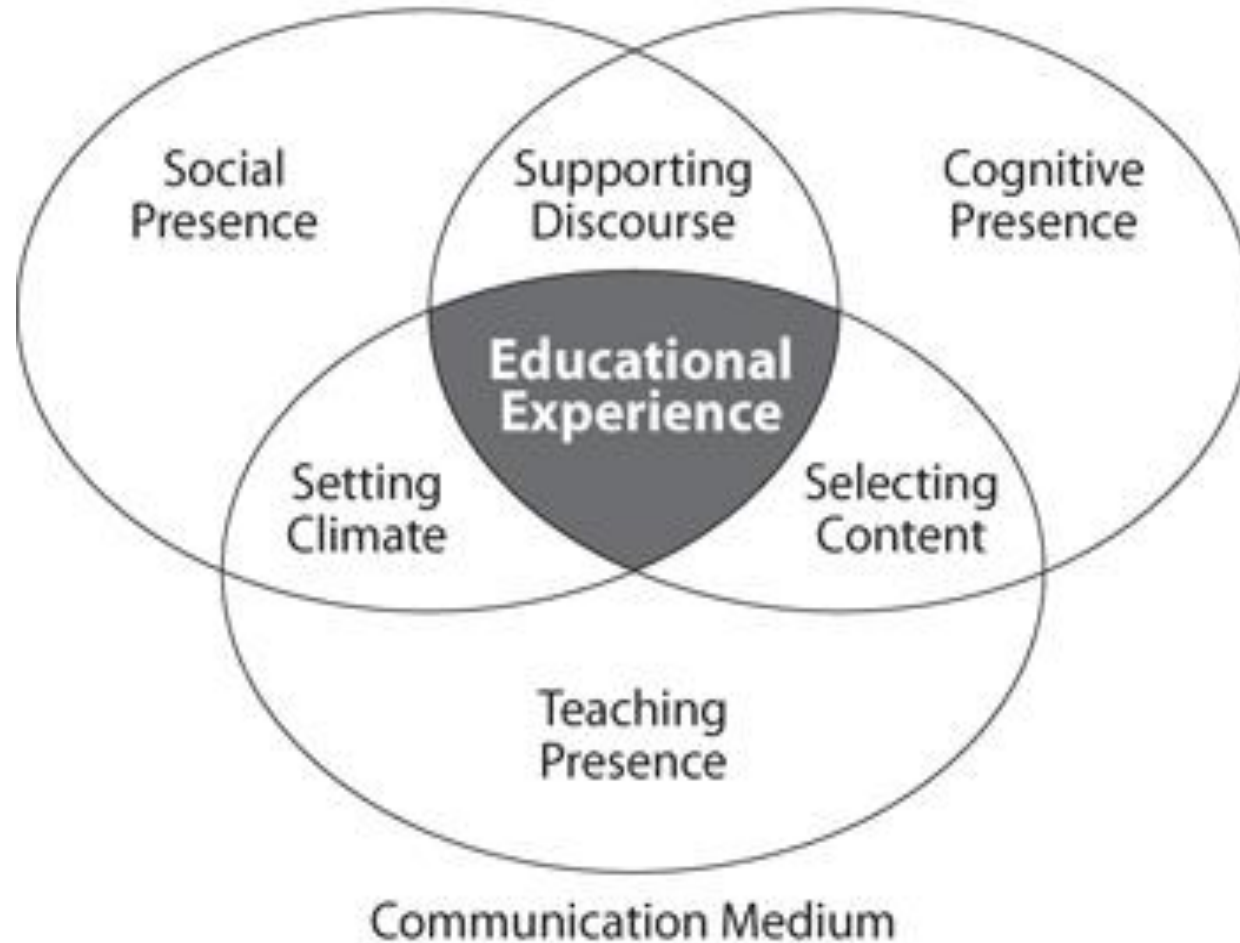 Social
Presence
Supporting
Discourse
Cognitive
Presence
Educational
Experience
Setting
Climate
Selecting
Content
Teaching
Presence
Communication Medium